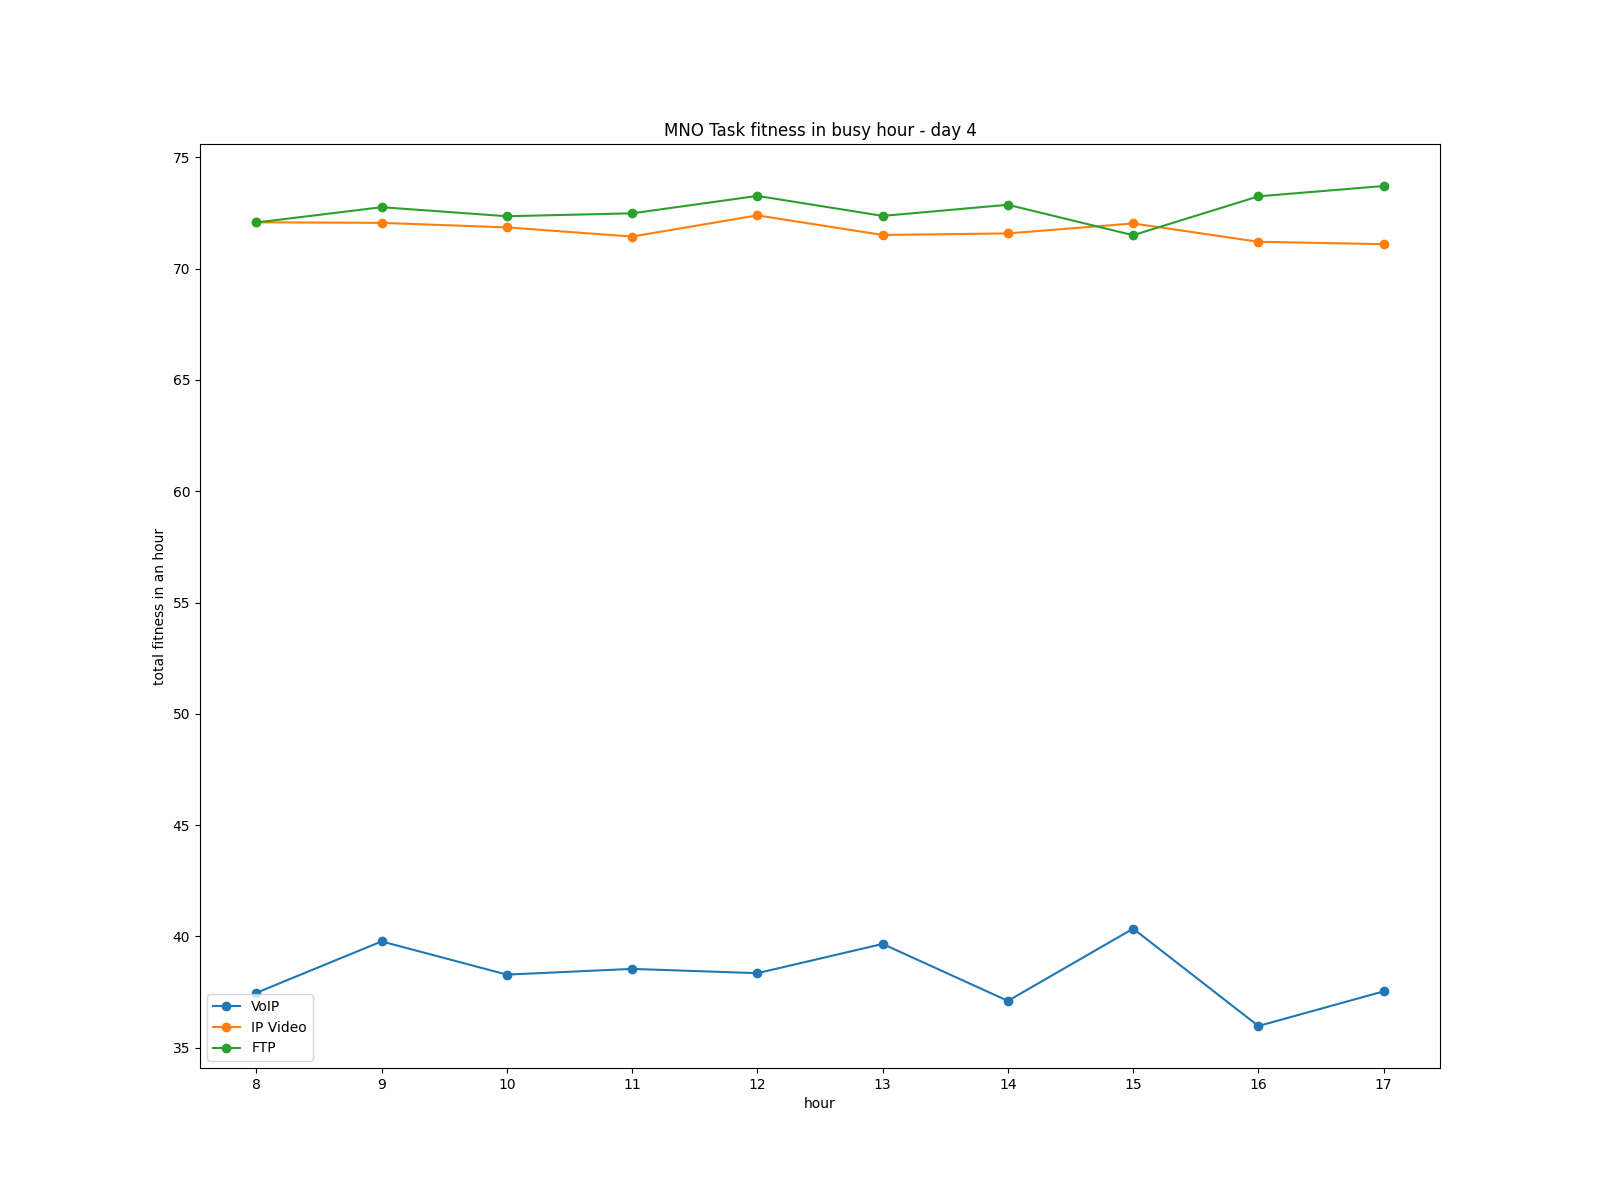 MNO Task fitness in busy hour - day 4
75
70
65
60
55
50
45
40
35
total fitness in an hour
VoIP
IP Video
FTP
8 9 10 11 12 13 14 15 16 17
hour